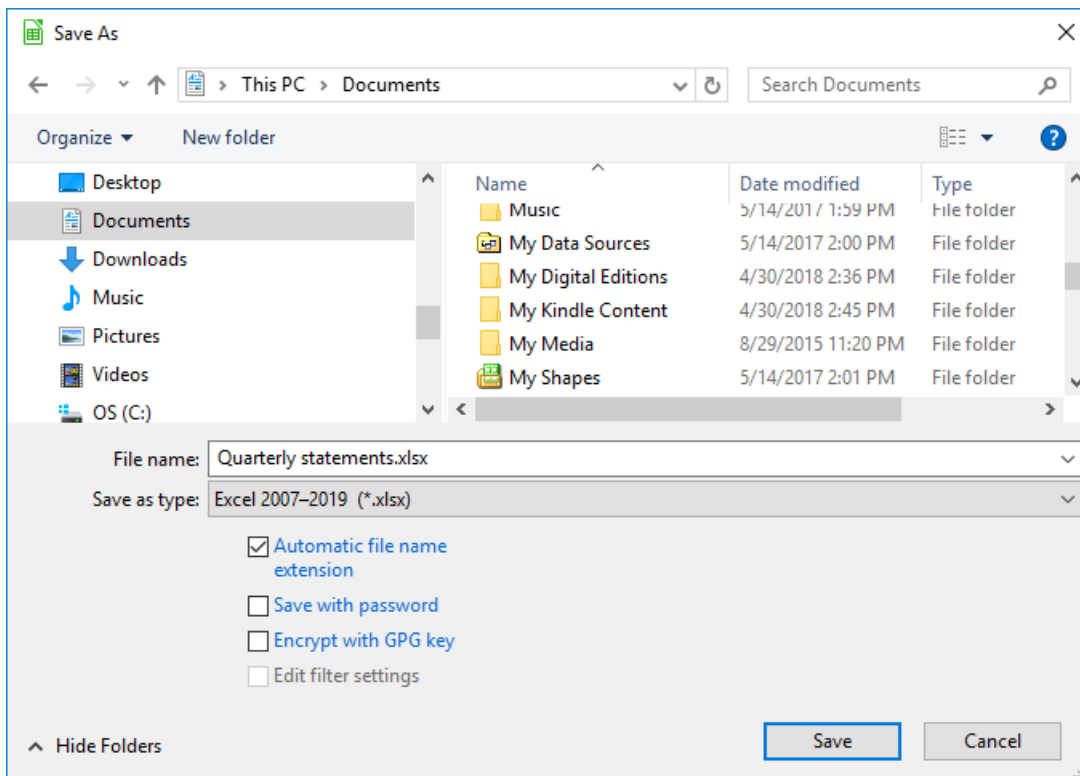 Save As
This PC > Documents
Search Documents
Organize
New folder
Desktop
Documents
Downloads
Music
Pictures
Videos
OS (C:)
Name Date modified Type
Music 5/14/2017 1:59 PM File folder
My Data Sources 5/14/2017 2:00 PM File folder
My Digital Editions 4/30/2018 2:36 PM File folder
My Kindle Content 4/30/2018 2:45 PM File folder
My Media 8/29/2015 11:20 PM File folder
My Shapes 5/14/2017 2:01 PM File folder
File name: Quarterly statements.xlsx
Save as type: Excel 2007–2019 (*.xlsx)
Automatic file name
extension
Save with password
Encrypt with GPG key
Edit filter settings
Hide Folders
Save
Cancel